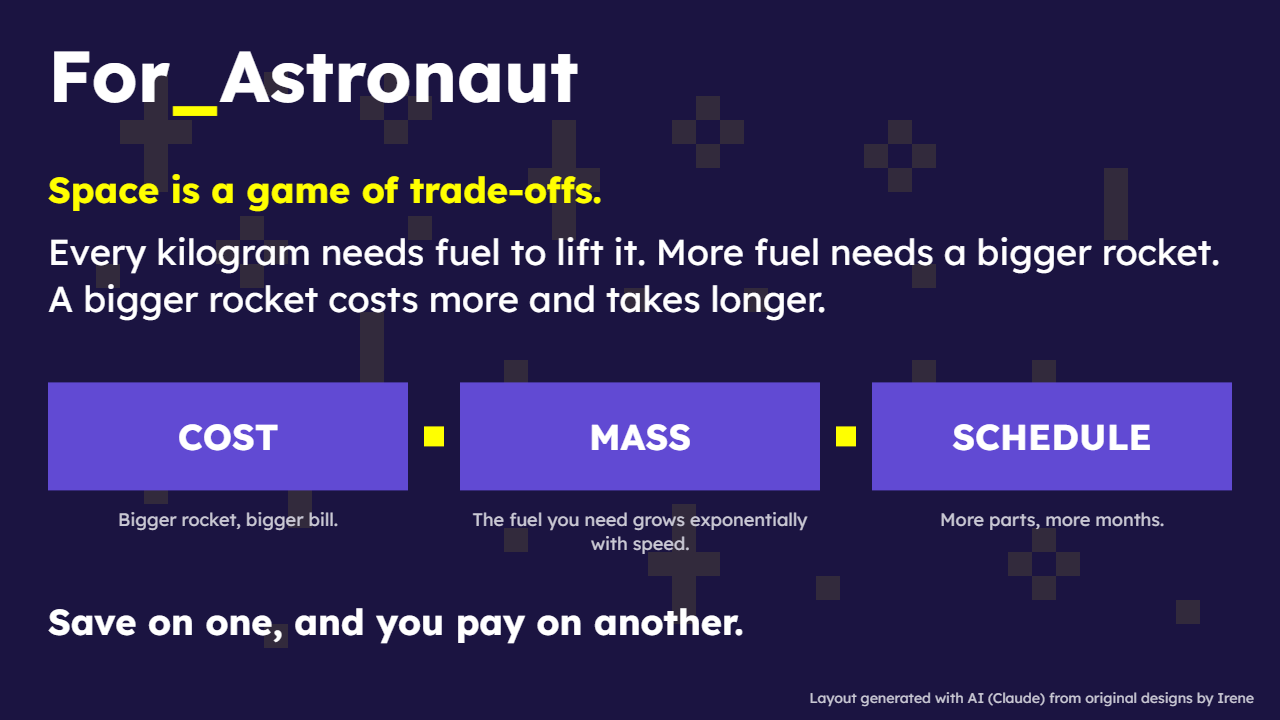 For_Astronaut
Space is a game of trade-offs.
Every kilogram needs fuel to lift it. More fuel needs a bigger rocket.
A bigger rocket costs more and takes longer.
COST
MASS
SCHEDULE
Bigger rocket, bigger bill.
The fuel you need grows exponentially
with speed.
More parts, more months.
Save on one, and you pay on another.
Layout generated with AI (Claude) from original designs by Irene